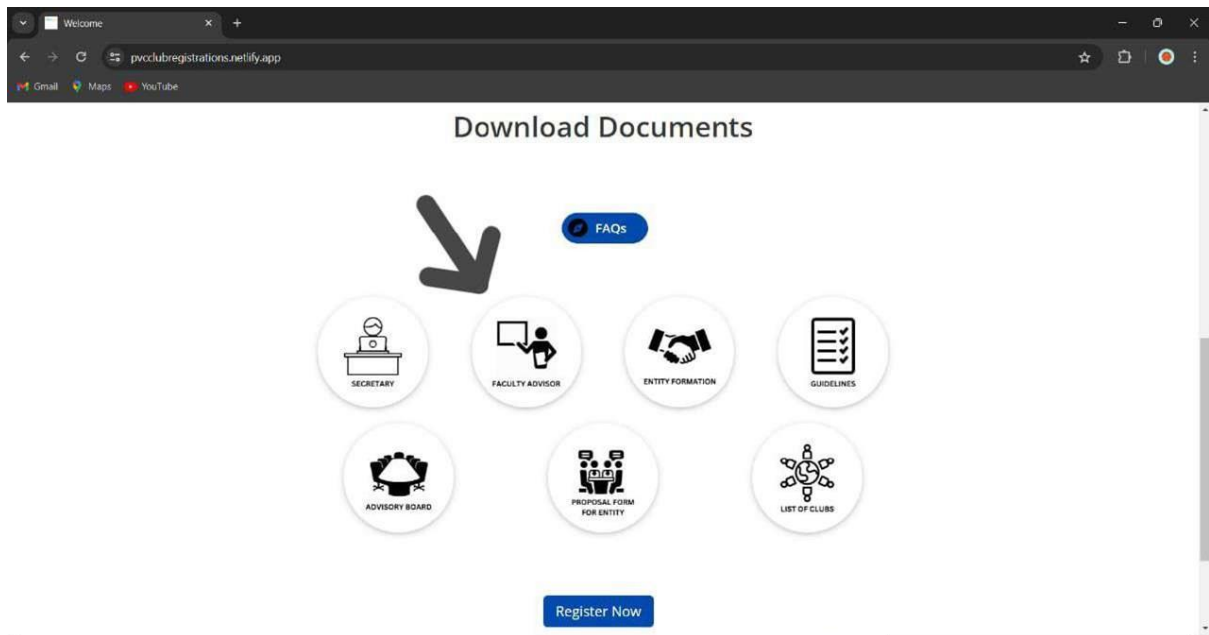 Welcome
pvcclubregistrations.netlify.app
Gmail Maps YouTube
Download Documents
FAQs
SECRETARY
FACULTY ADVISOR
ENTITY FORMATION
GUIDELINES
ADVISORY BOARD
PROPOSAL FORM
FOR ENTITY
LIST OF CLUBS
Register Now